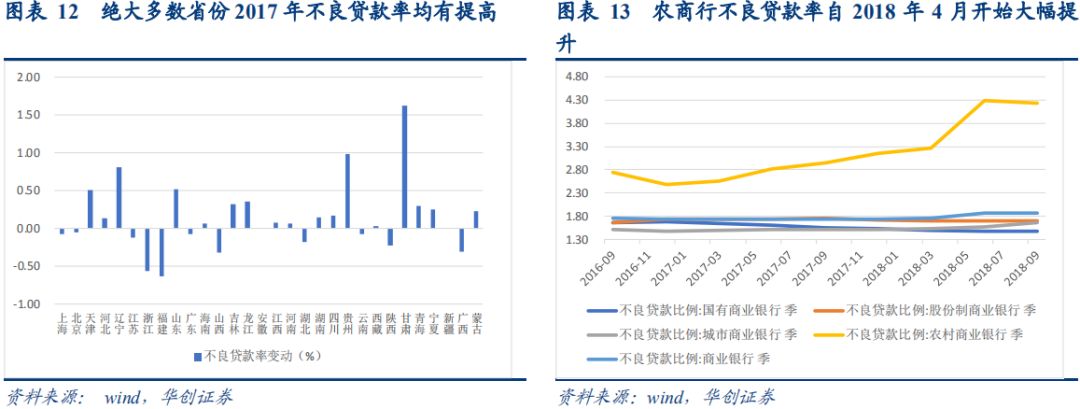 图表 12 绝大多数省份 2017 年不良贷款率均有提高
2.00
1.50
1.00
0.50
0.00
-0.50
-1.00
上海 北京 天津 河北 辽宁 江苏 浙江 福建 山东 广东 海南 山西 吉林 龙江 安徽 江西 河南 湖北 湖南 四川 贵州 云南 西藏 陕西 甘肃 青海 宁夏 新疆 广西 蒙古
不良贷款率变动（%）
资料来源： wind，华创证券
图表 13 农商行不良贷款率自 2018 年 4 月开始大幅提
升
4.80
4.30
3.80
3.30
2.80
2.30
1.80
1.30
2016-09 2016-11 2017-01 2017-03 2017-05 2017-07 2017-09 2017-11 2018-01 2018-03 2018-05 2018-07 2018-09
不良贷款比例:国有商业银行 季 不良贷款比例:股份制商业银行 季
不良贷款比例:城市商业银行 季 不良贷款比例:农村商业银行 季
不良贷款比例:商业银行 季
资料来源： wind，华创证券